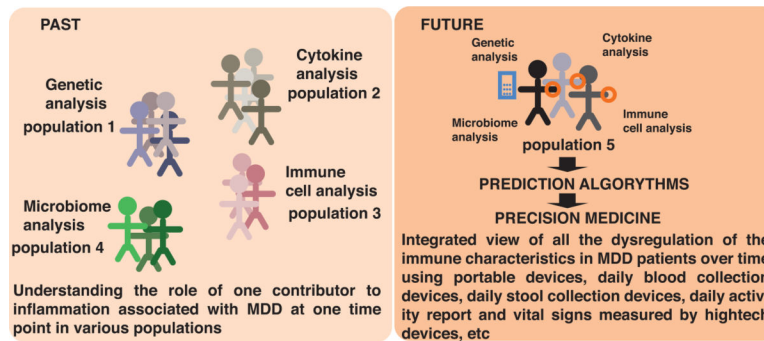 PAST
Cytokine
analysis
population 2
Genetic
analysis
population 1
Immune
cell analysis
population 3
Microbiome
analysis
population 4
Understanding the role of one contributor to
inflammation associated with MDD at one time
point in various populations
FUTURE
Genetic
analysis
Cytokine
analysis
Microbiome
analysis
Immune
cell analysis
population 5
PREDICTION ALGORYTHMS
PRECISION MEDICINE
Integrated view of all the dysregulation of the
immune characteristics in MDD patients over time
using portable devices, daily blood collection
devices, daily stool collection devices, daily activ
ity report and vital signs measured by hightech
devices, etc